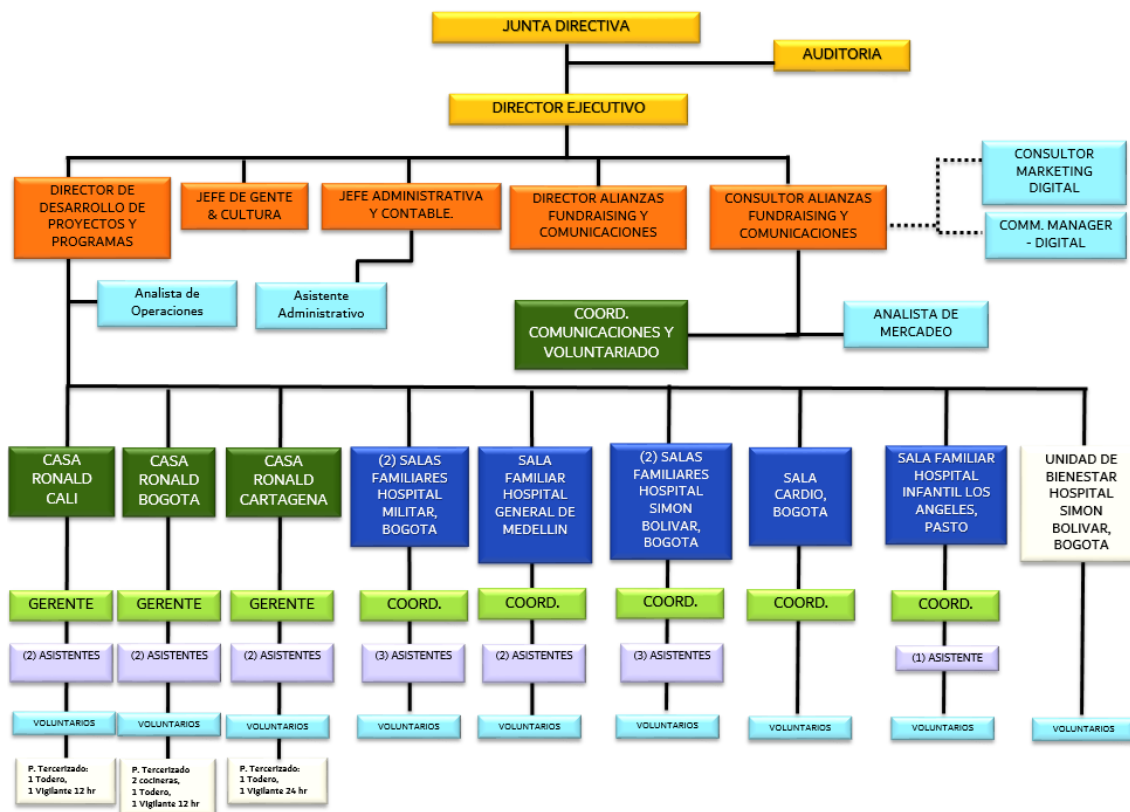 JUNTA DIRECTIVA
AUDITORIA
DIRECTOR EJECUTIVO
DIRECTOR DE
DESARROLLO DE
PROYECTOS Y
PROGRAMAS
JEFE DE GENTE
& CULTURA
JEFE ADMINISTRATIVA
Y CONTABLE.
DIRECTOR ALIANZAS
FUNDRAISING Y
COMUNICACIONES
CONSULTOR ALIANZAS
FUNDRAISING Y
COMUNICACIONES
CONSULTOR
MARKETING
DIGITAL
COMM. MANAGER
- DIGITAL
Analista de
Operaciones
Asistente
Administrativo
COORD.
COMUNICACIONES Y
VOLUNTARIADO
ANALISTA DE
MERCADEO
CASA
RONALD
CALI
CASA
RONALD
BOGOTA
CASA
RONALD
CARTAGENA
(2) SALAS
FAMILIARES
HOSPITAL
MILITAR,
BOGOTA
SALA
FAMILIAR
HOSPITAL
GENERAL DE
MEDELLIN
(2) SALAS
FAMILIARES
HOSPITAL
SIMON
BOLIVAR,
BOGOTA
SALA
CARDIO,
BOGOTA
SALA FAMILIAR
HOSPITAL
INFANTIL LOS
ANGELES,
PASTO
UNIDAD DE
BIENESTAR
HOSPITAL
SIMON
BOLIVAR,
BOGOTA
GERENTE
GERENTE
GERENTE
COORD.
COORD.
COORD.
COORD.
COORD.
(2) ASISTENTES
(2) ASISTENTES
(2) ASISTENTES
(3) ASISTENTES
(2) ASISTENTES
(3) ASISTENTES
(1) ASISTENTE
VOLUNTARIOS
VOLUNTARIOS
VOLUNTARIOS
VOLUNTARIOS
VOLUNTARIOS
VOLUNTARIOS
VOLUNTARIOS
VOLUNTARIOS
VOLUNTARIOS
P. Tercerizado:
1 Todero,
1 Vigilante 12 hr
P. Tercerizado
2 cocineras,
1 Todero,
1 Vigilante 12 hr
P. Tercerizado:
1 Todero,
1 Vigilante 24 hr